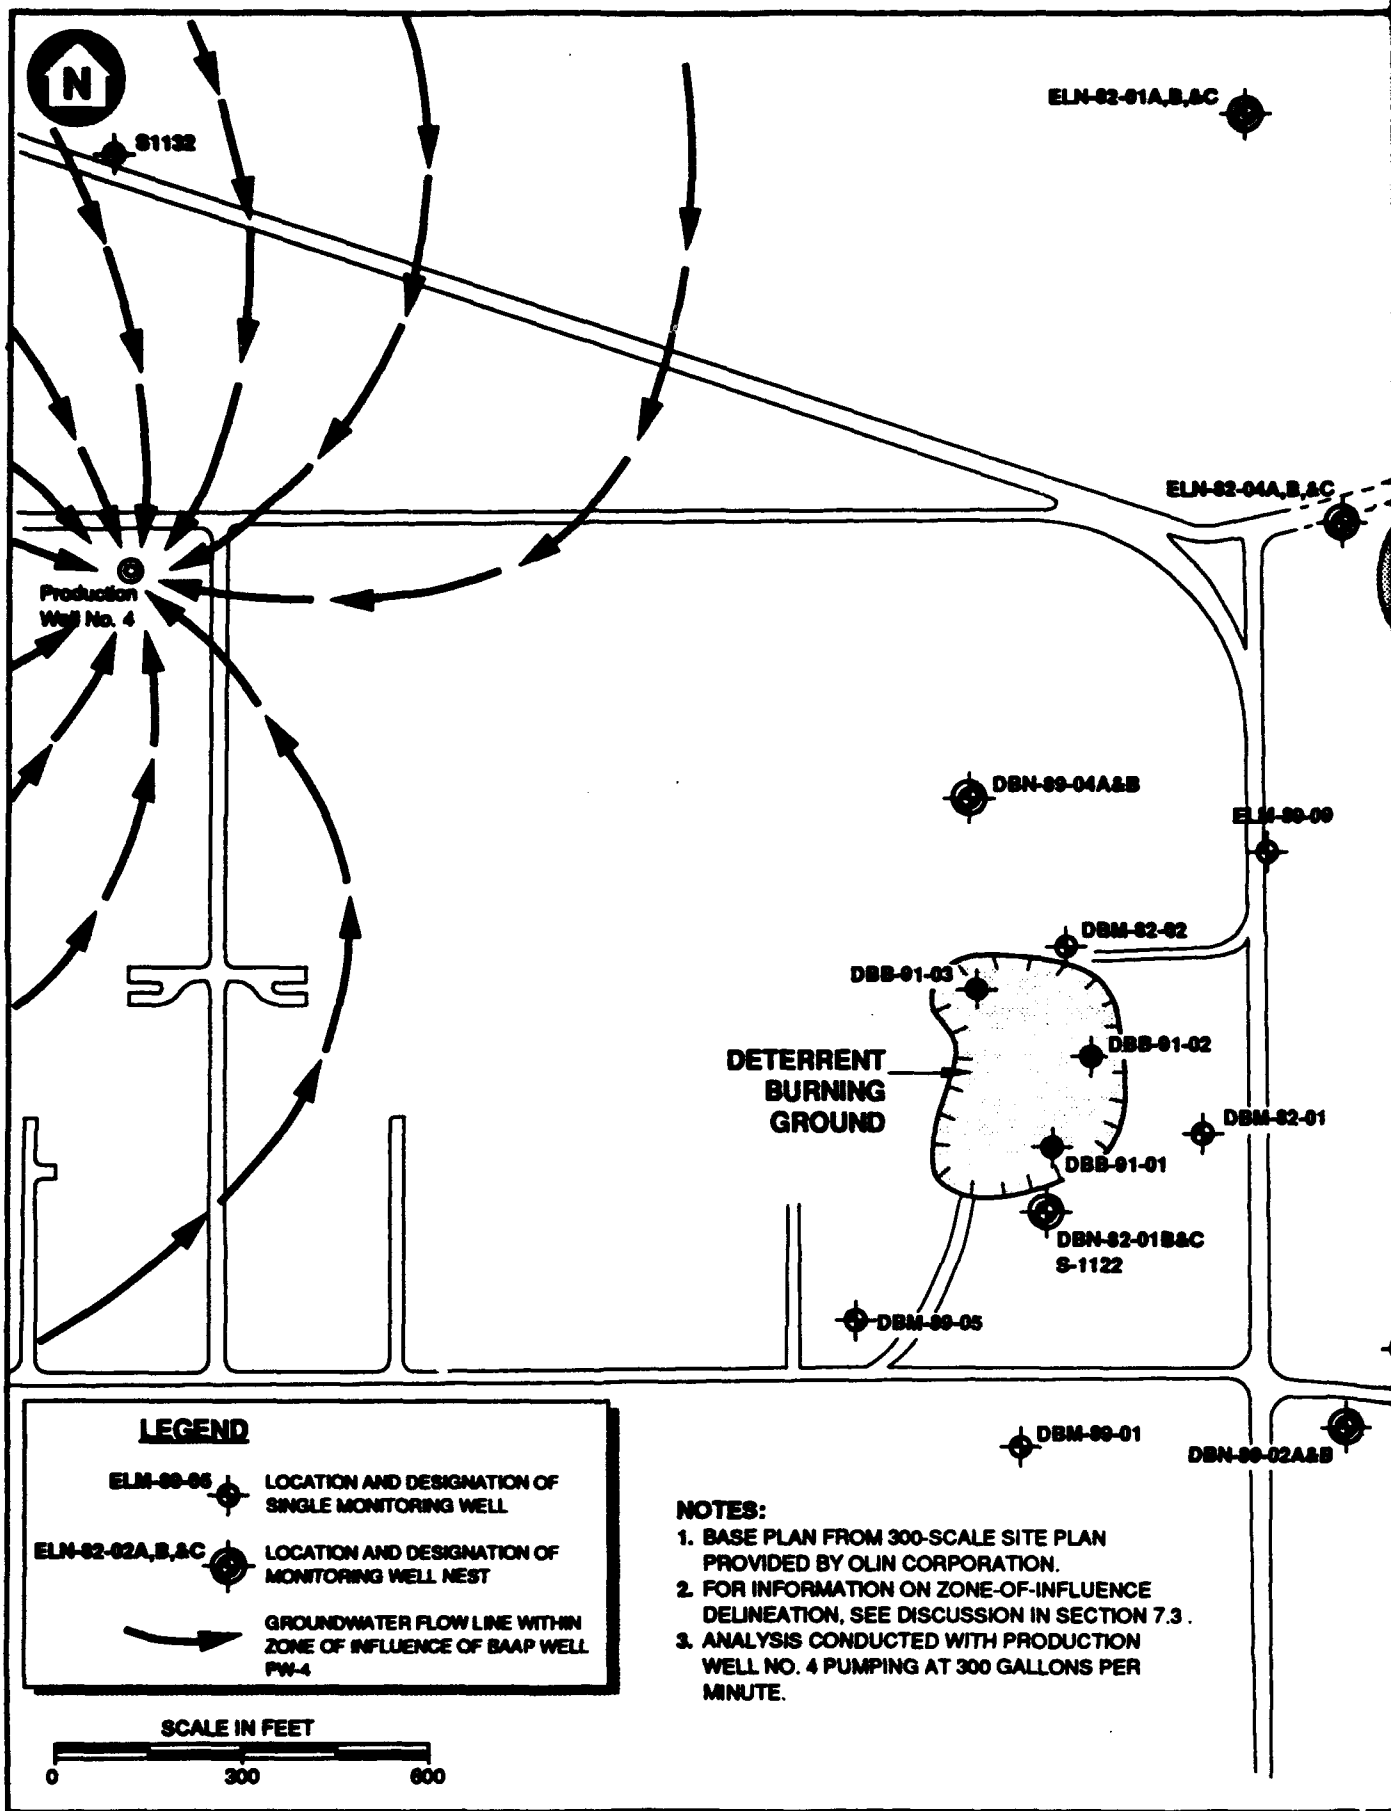 N
S1132
ELN-82-01A,B,&C
ELN-82-04A,B,&C
Production
Well No. 4
DBN-89-04A&B
ELM-89-09
DBM-82-02
DBB-91-03
DBB-91-02
DETERRENT
BURNING
GROUND
DBM-82-01
DBB-91-01
DBN-82-01B&C
S-1122
DBM-89-05
LEGEND
DBM-89-01
DBN-89-02A&B
LOCATION AND DESIGNATION OF
SINGLE MONITORING WELL
ELN-82-02A,B,&C
LOCATION AND DESIGNATION OF
MONITORING WELL NEST
GROUNDWATER FLOW LINE WITHIN
ZONE OF INFLUENCE OF BAAP WELL
PW-4
NOTES:
1. BASE PLAN FROM 300-SCALE SITE PLAN
PROVIDED BY OLIN CORPORATION.
2. FOR INFORMATION ON ZONE-OF-INFLUENCE
DELINEATION, SEE DISCUSSION IN SECTION 7.3 .
3. ANALYSIS CONDUCTED WITH PRODUCTION
WELL NO. 4 PUMPING AT 300 GALLONS PER
MINUTE.
SCALE IN FEET
0 300 600